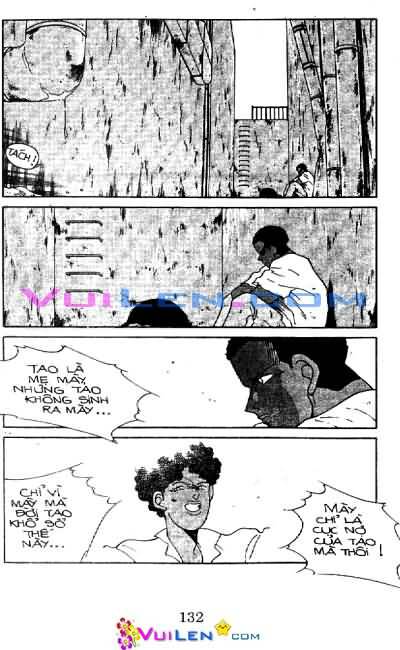 TÁCH!
VUILEN.COM
TAO LÀ
MẸ MÀY,
NHƯNG TAO
KHÔNG SINH
RA MÀY...
CHỈ VÌ
MÀY MÀ
ĐỜI TAO
KHỔ SỞ
THẾ
NÀY...
MÀY
CHỈ LÀ
CỤC NỢ
CỦA TAO
MÀ THÔI!
132
VUILEN.COM